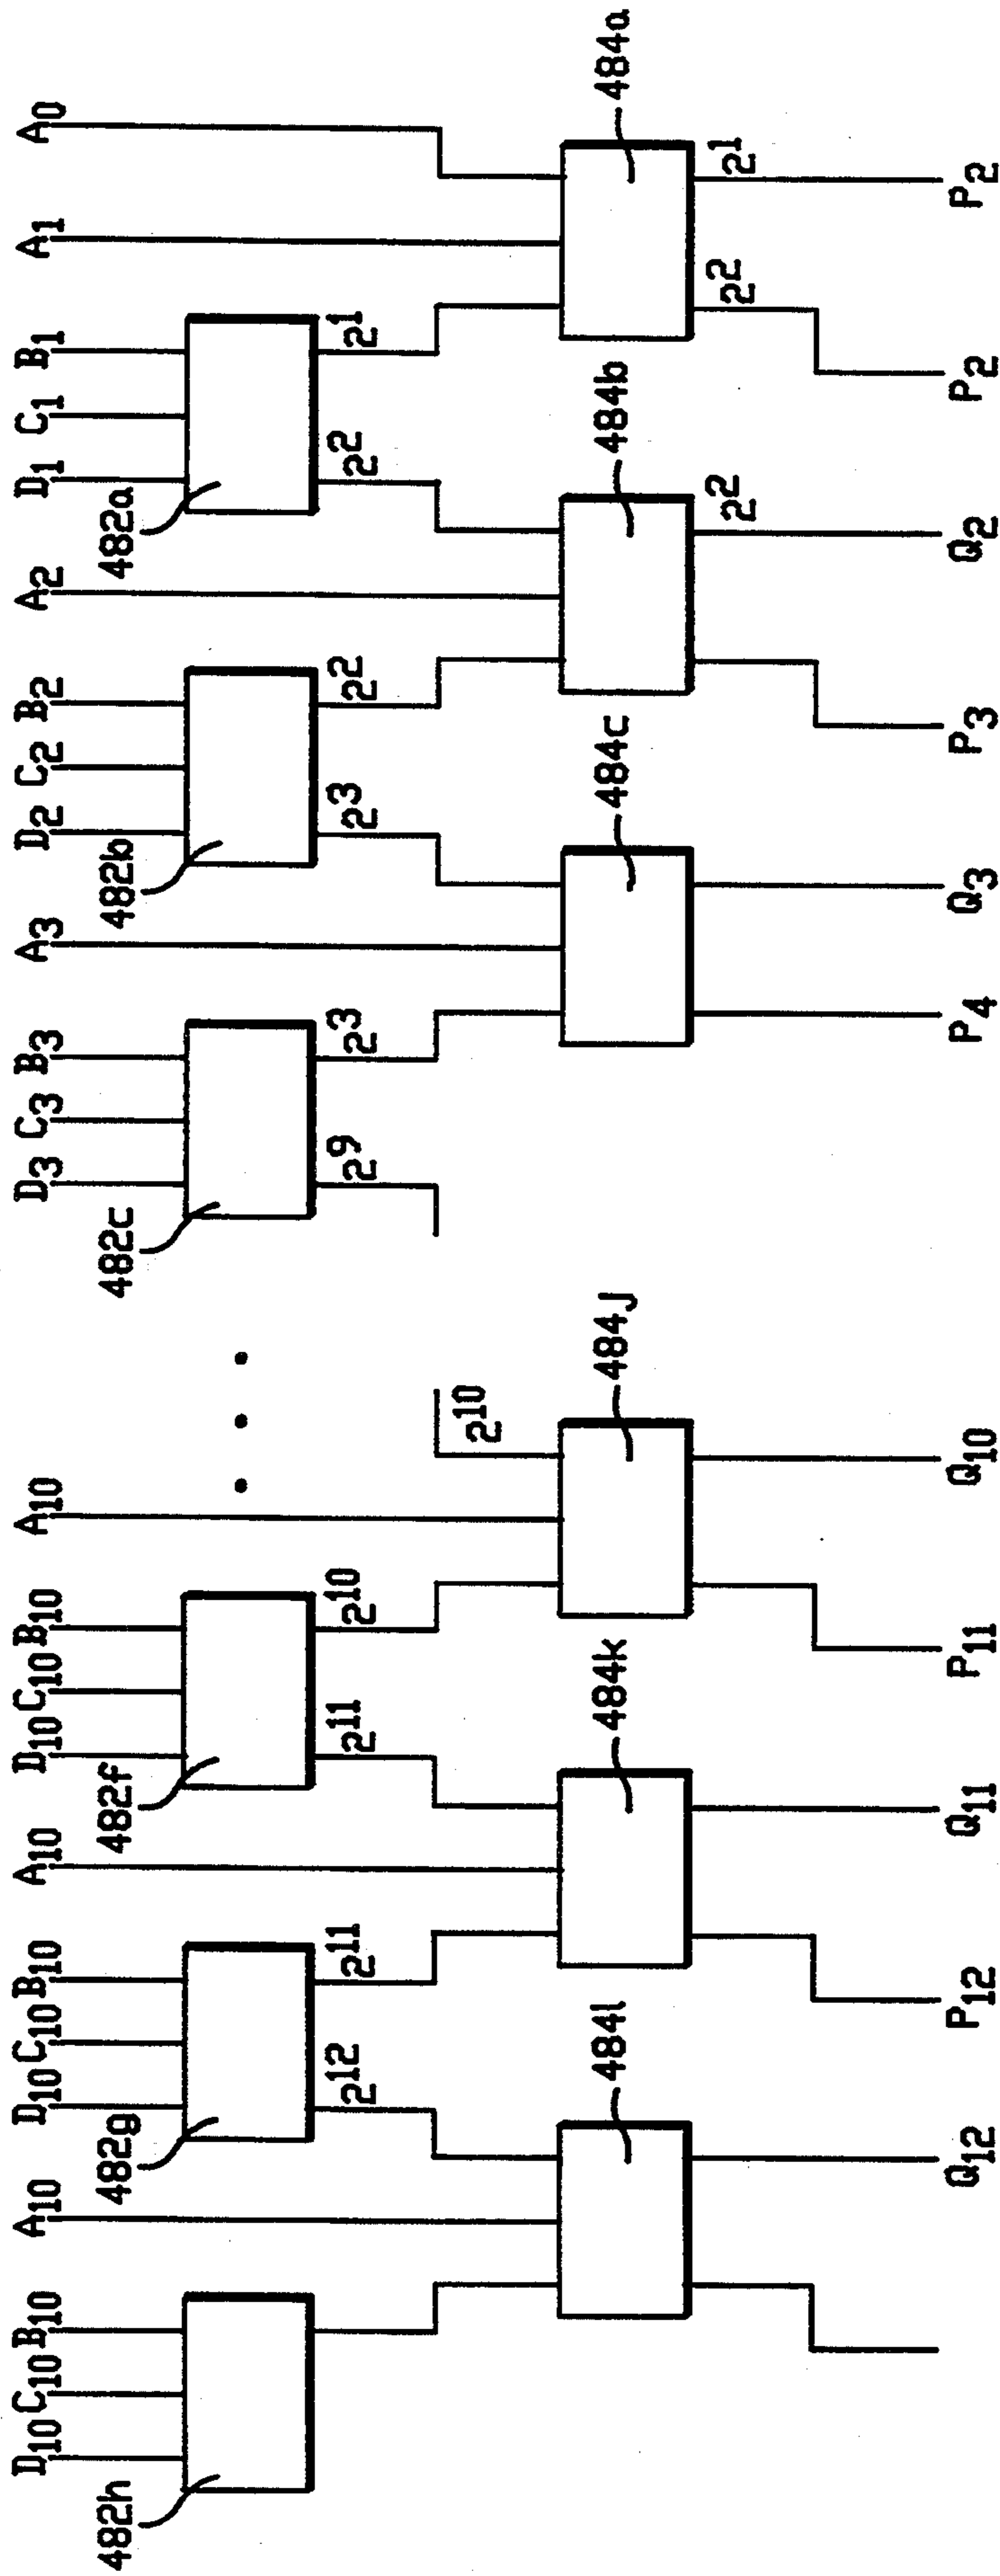 D10 C10 B10 A10 D10 C10 B10 A10 D10 C10 B10 A10 D3 C3 B3 A3 D2 C2 B2 A2 D1 C1 B1 A1 A0
482h 482g 482f 482c 482b 482a
2^12 2^11 2^11 2^10 2^9 2^3 2^3 2^2 2^2 2^1
2^10
484l 484k 484j 484c 484b 484a
2^2 2^2 2^1
Q12 P12 Q11 P11 Q10 P4 Q3 P3 Q2 P2 P2